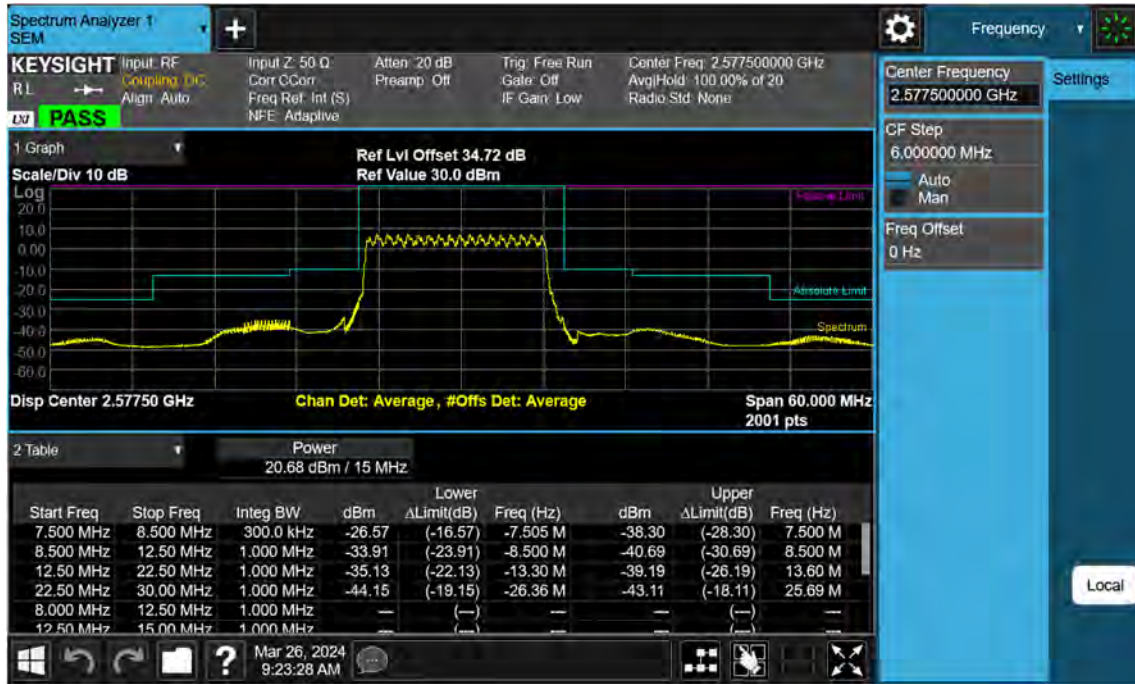 Spectrum Analyzer 1
SEM
+
Frequency
KEYSIGHT Input: RF Input Z: 50 Ω Atten: 20 dB Trig: Free Run Center Freq: 2.577500000 GHz
RL Coupling: DC Corr CCorr Preamp: Off Gate: Off Avg|Hold: 100.00% of 20
Align: Auto Freq Ref: Int (S) IF Gain: Low Radio Std: None
NFE: Adaptive
LXI PASS
Center Frequency
2.577500000 GHz
Settings
CF Step
6.000000 MHz
Auto
Man
Freq Offset
0 Hz
1 Graph
Ref Lvl Offset 34.72 dB
Scale/Div 10 dB Ref Value 30.0 dBm
Log
20.0
10.0
0.00
-10.0
-20.0
-30.0
-40.0
-50.0
-60.0
Relative Limit
Absolute Limit
Spectrum
Disp Center 2.57750 GHz Chan Det: Average, #Offs Det: Average Span 60.000 MHz
2001 pts
2 Table
Power
20.68 dBm / 15 MHz
Lower Upper
Start Freq Stop Freq Integ BW dBm ΔLimit(dB) Freq (Hz) dBm ΔLimit(dB) Freq (Hz)
7.500 MHz 8.500 MHz 300.0 kHz -26.57 (-16.57) -7.505 M -38.30 (-28.30) 7.500 M
8.500 MHz 12.50 MHz 1.000 MHz -33.91 (-23.91) -8.500 M -40.69 (-30.69) 8.500 M
12.50 MHz 22.50 MHz 1.000 MHz -35.13 (-22.13) -13.30 M -39.19 (-26.19) 13.60 M
22.50 MHz 30.00 MHz 1.000 MHz -44.15 (-19.15) -26.36 M -43.11 (-18.11) 25.69 M
8.000 MHz 12.50 MHz 1.000 MHz --- (---) --- --- (---) ---
12.50 MHz 15.00 MHz 1.000 MHz --- (---) --- --- (---) ---
Local
?
Mar 26, 2024
9:23:28 AM